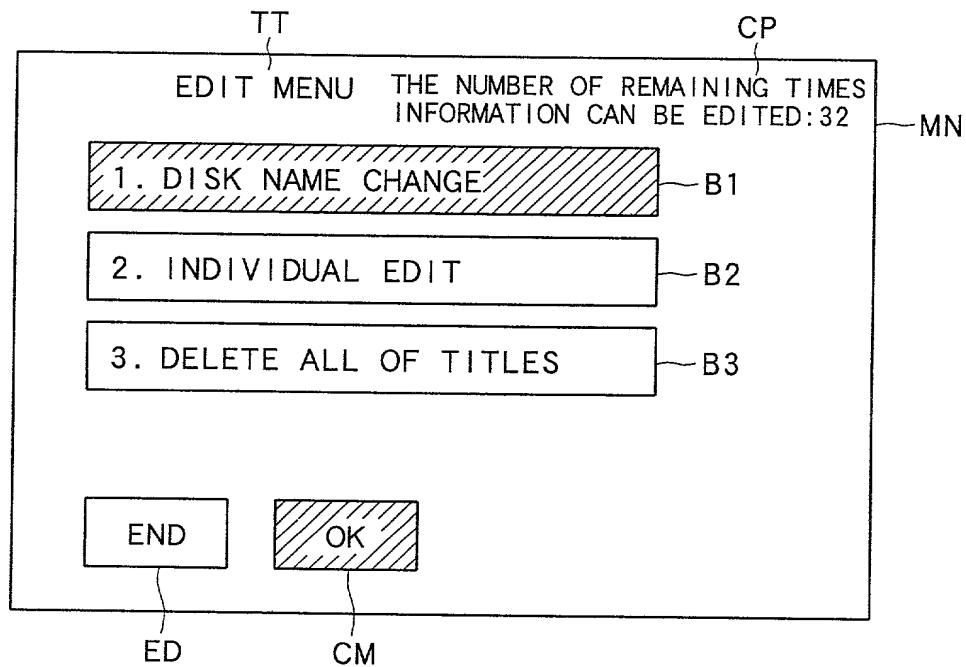 TT
CP
EDIT MENU
THE NUMBER OF REMAINING TIMES
INFORMATION CAN BE EDITED:32
MN
1. DISK NAME CHANGE
B1
2. INDIVIDUAL EDIT
B2
3. DELETE ALL OF TITLES
B3
END
OK
ED
CM